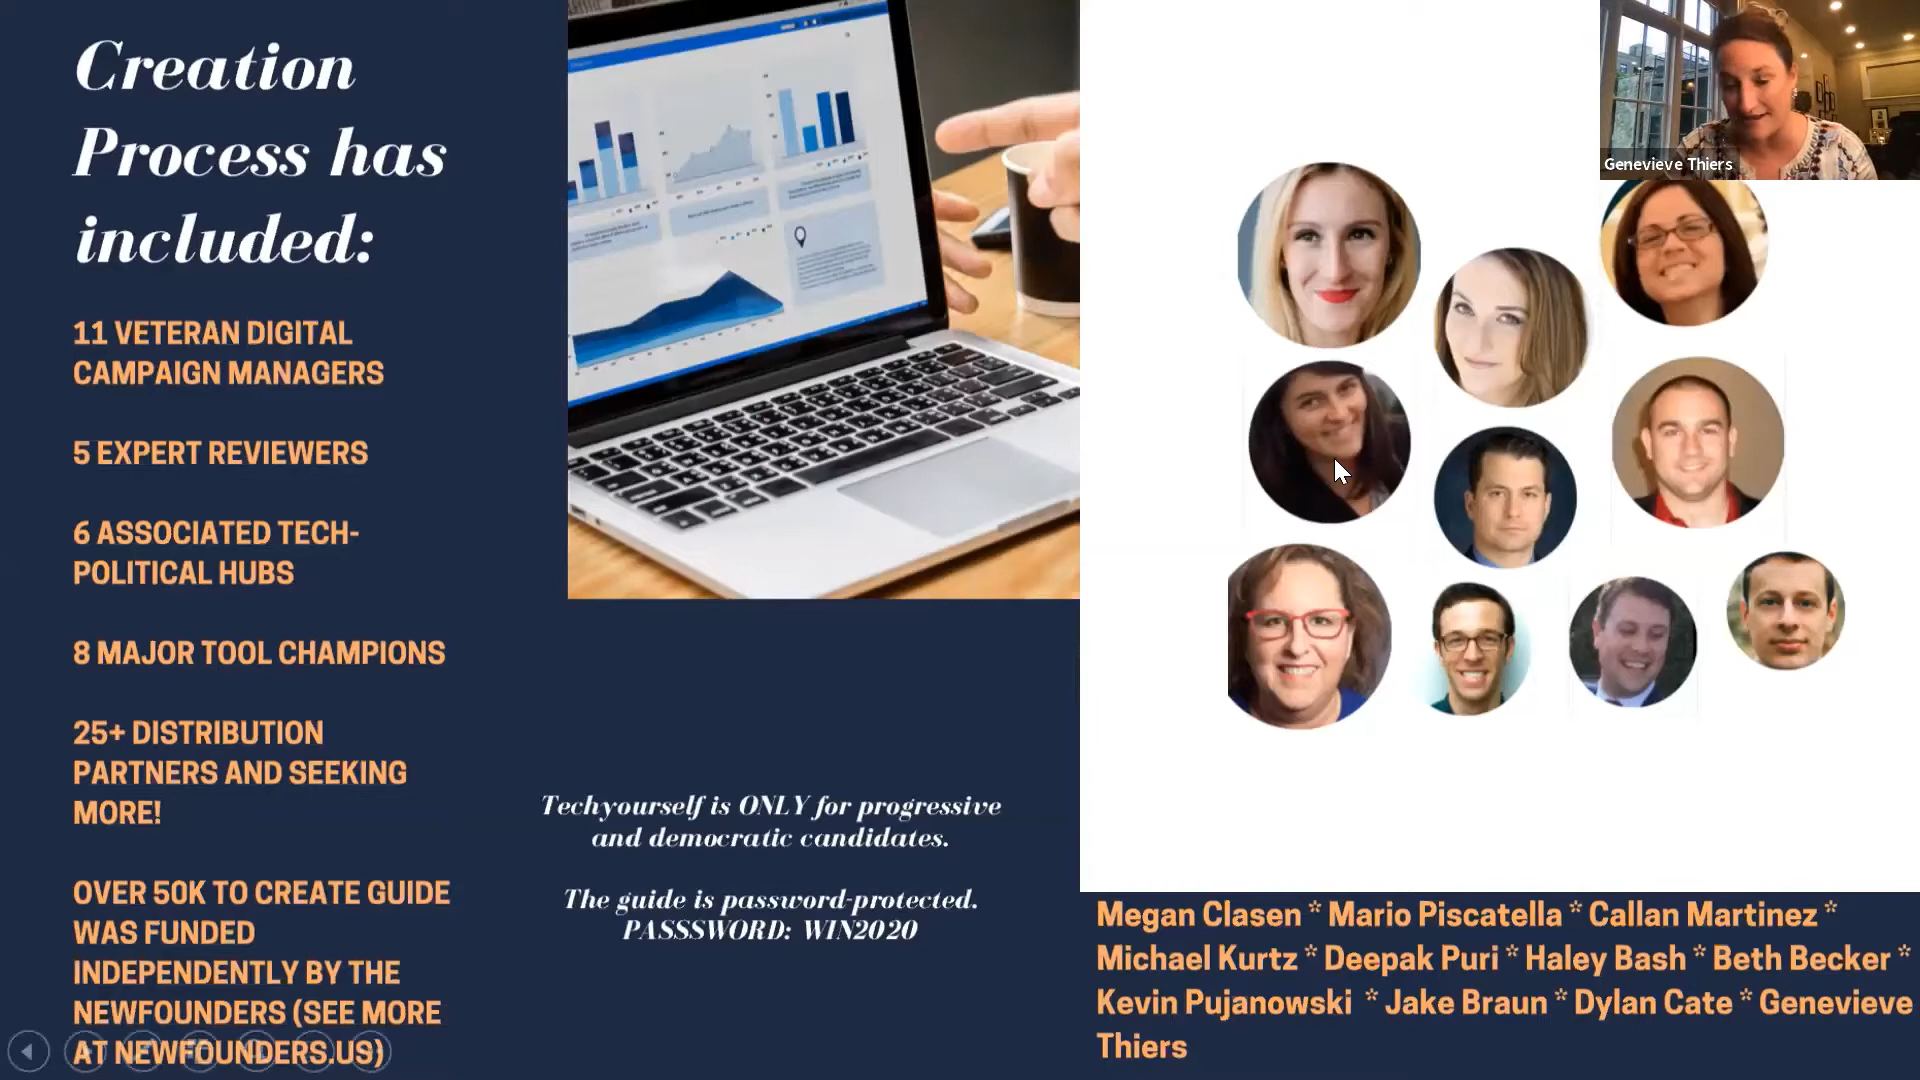 Creation
Process has
included:
11 VETERAN DIGITAL
CAMPAIGN MANAGERS
5 EXPERT REVIEWERS
6 ASSOCIATED TECH-
POLITICAL HUBS
8 MAJOR TOOL CHAMPIONS
25+ DISTRIBUTION
PARTNERS AND SEEKING
MORE!
OVER 50K TO CREATE GUIDE
WAS FUNDED
INDEPENDENTLY BY THE
NEWFOUNDERS (SEE MORE
AT NEWFOUNDERS.US)
Techyourself is ONLY for progressive
and democratic candidates.
The guide is password-protected.
PASSSWORD: WIN2020
Genevieve Thiers
Megan Clasen * Mario Piscatella * Callan Martinez *
Michael Kurtz * Deepak Puri * Haley Bash * Beth Becker *
Kevin Pujanowski * Jake Braun * Dylan Cate * Genevieve
Thiers